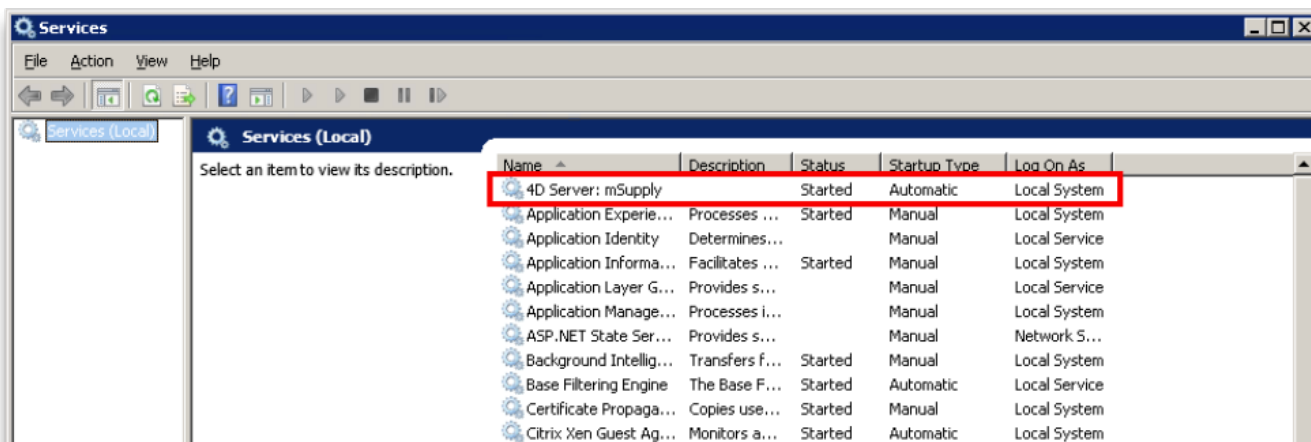 Services
File Action View Help
Services (Local)
Services (Local)
Select an item to view its description.
Name Description Status Startup Type Log On As
4D Server: mSupply Started Automatic Local System
Application Experie... Processes ... Started Manual Local System
Application Identity Determines... Manual Local Service
Application Informa... Facilitates ... Started Manual Local System
Application Layer G... Provides s... Manual Local Service
Application Manage... Processes i... Manual Local System
ASP.NET State Ser... Provides s... Manual Network S...
Background Intellig... Transfers f... Started Manual Local System
Base Filtering Engine The Base F... Started Automatic Local Service
Certificate Propaga... Copies use... Started Manual Local System
Citrix Xen Guest Ag... Monitors a... Started Automatic Local System